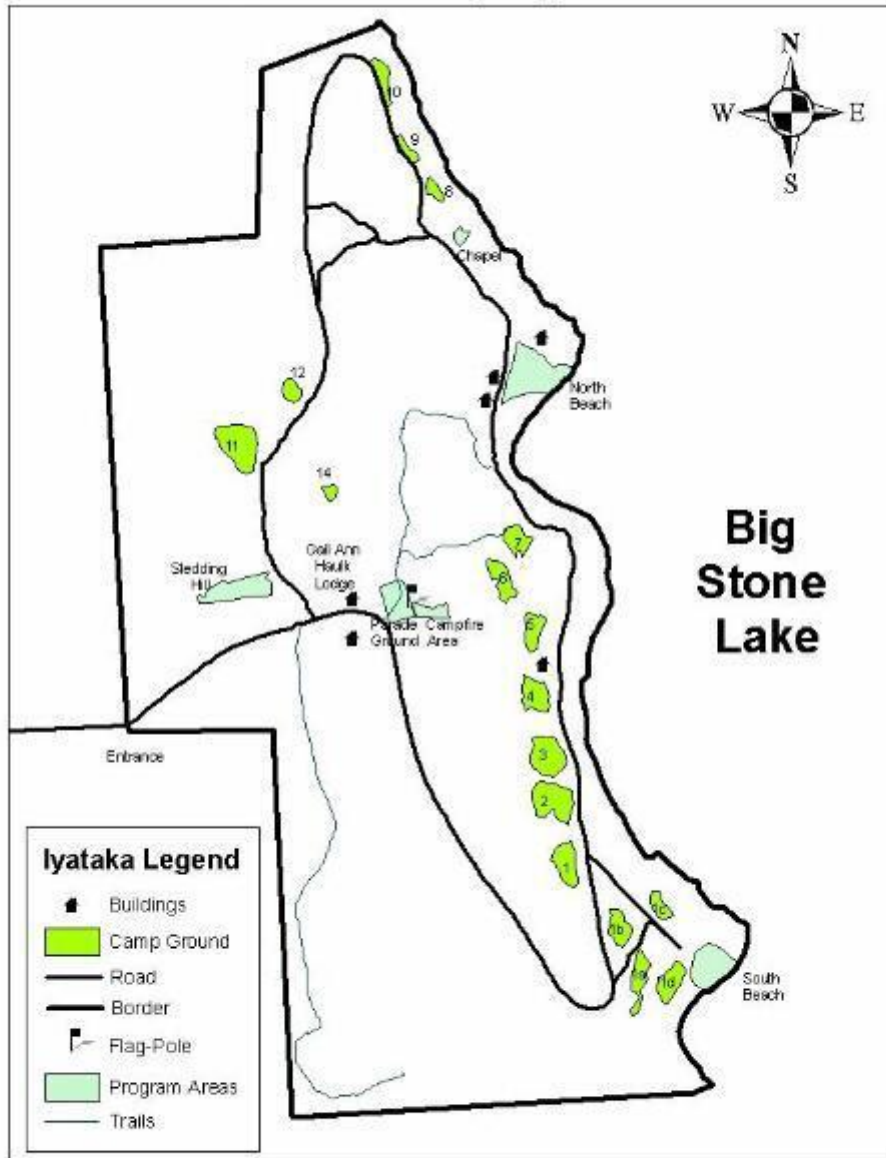 N
W E
S
10
9
8
Chapel
12
North
Beach
11
14
7
Gail Ann
Haulk
Lodge
Sledding
Hill
6
Big
Stone
Lake
Parade
Ground
Campfire
Area
5
4
3
2
Entrance
1
1c
1b
1a
1d
South
Beach
Iyataka Legend
Buildings
Camp Ground
Road
Border
Flag-Pole
Program Areas
Trails